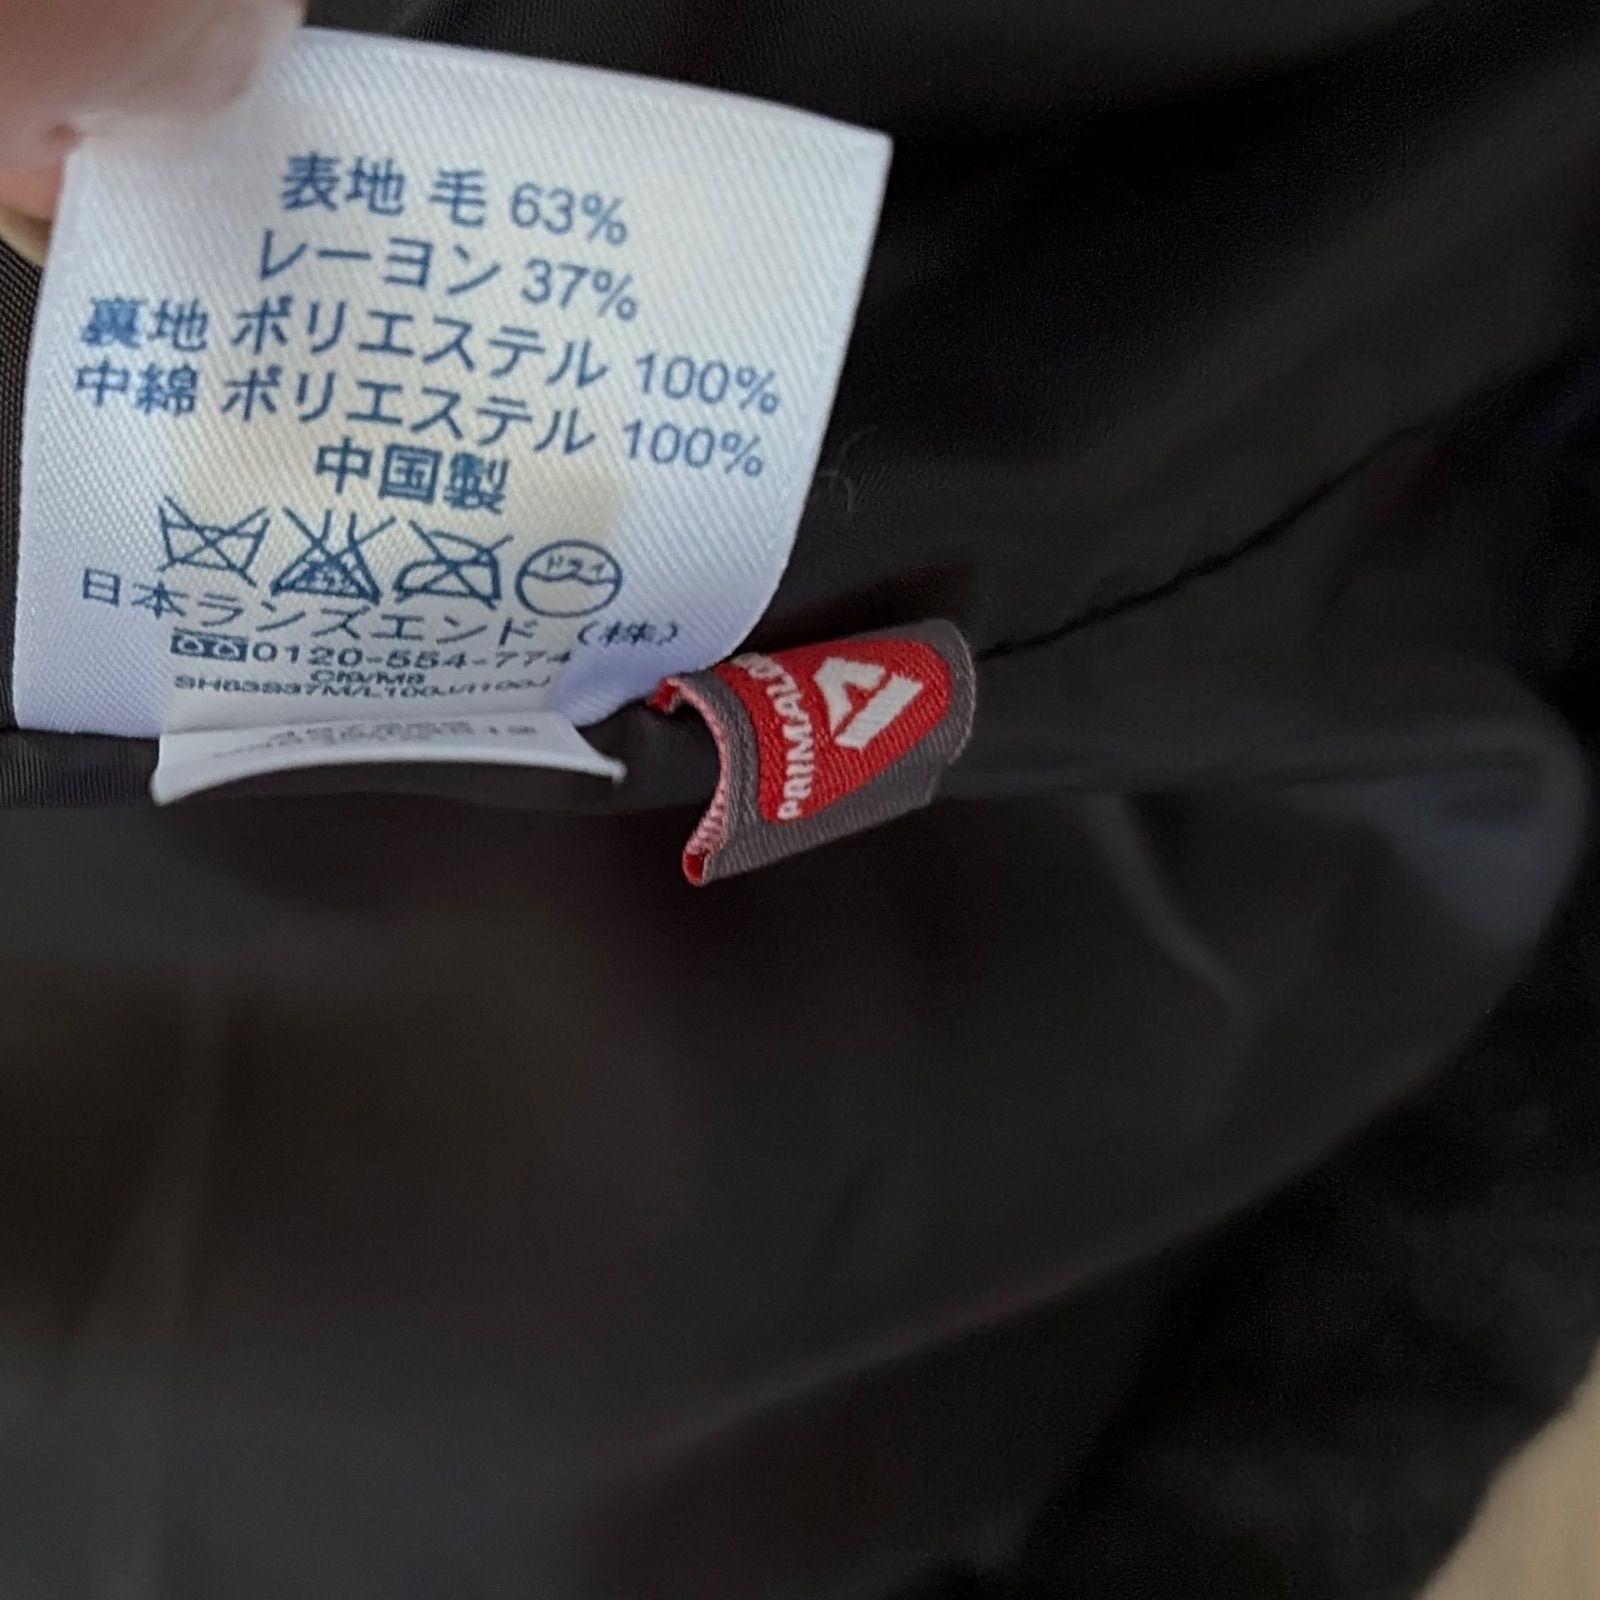 表地 毛 63%
レーヨン 37%
裏地 ポリエステル 100%
中綿 ポリエステル 100%
中国製
ドライ
日本ランズエンド (株)
0120-554-774
PRIMALOFT